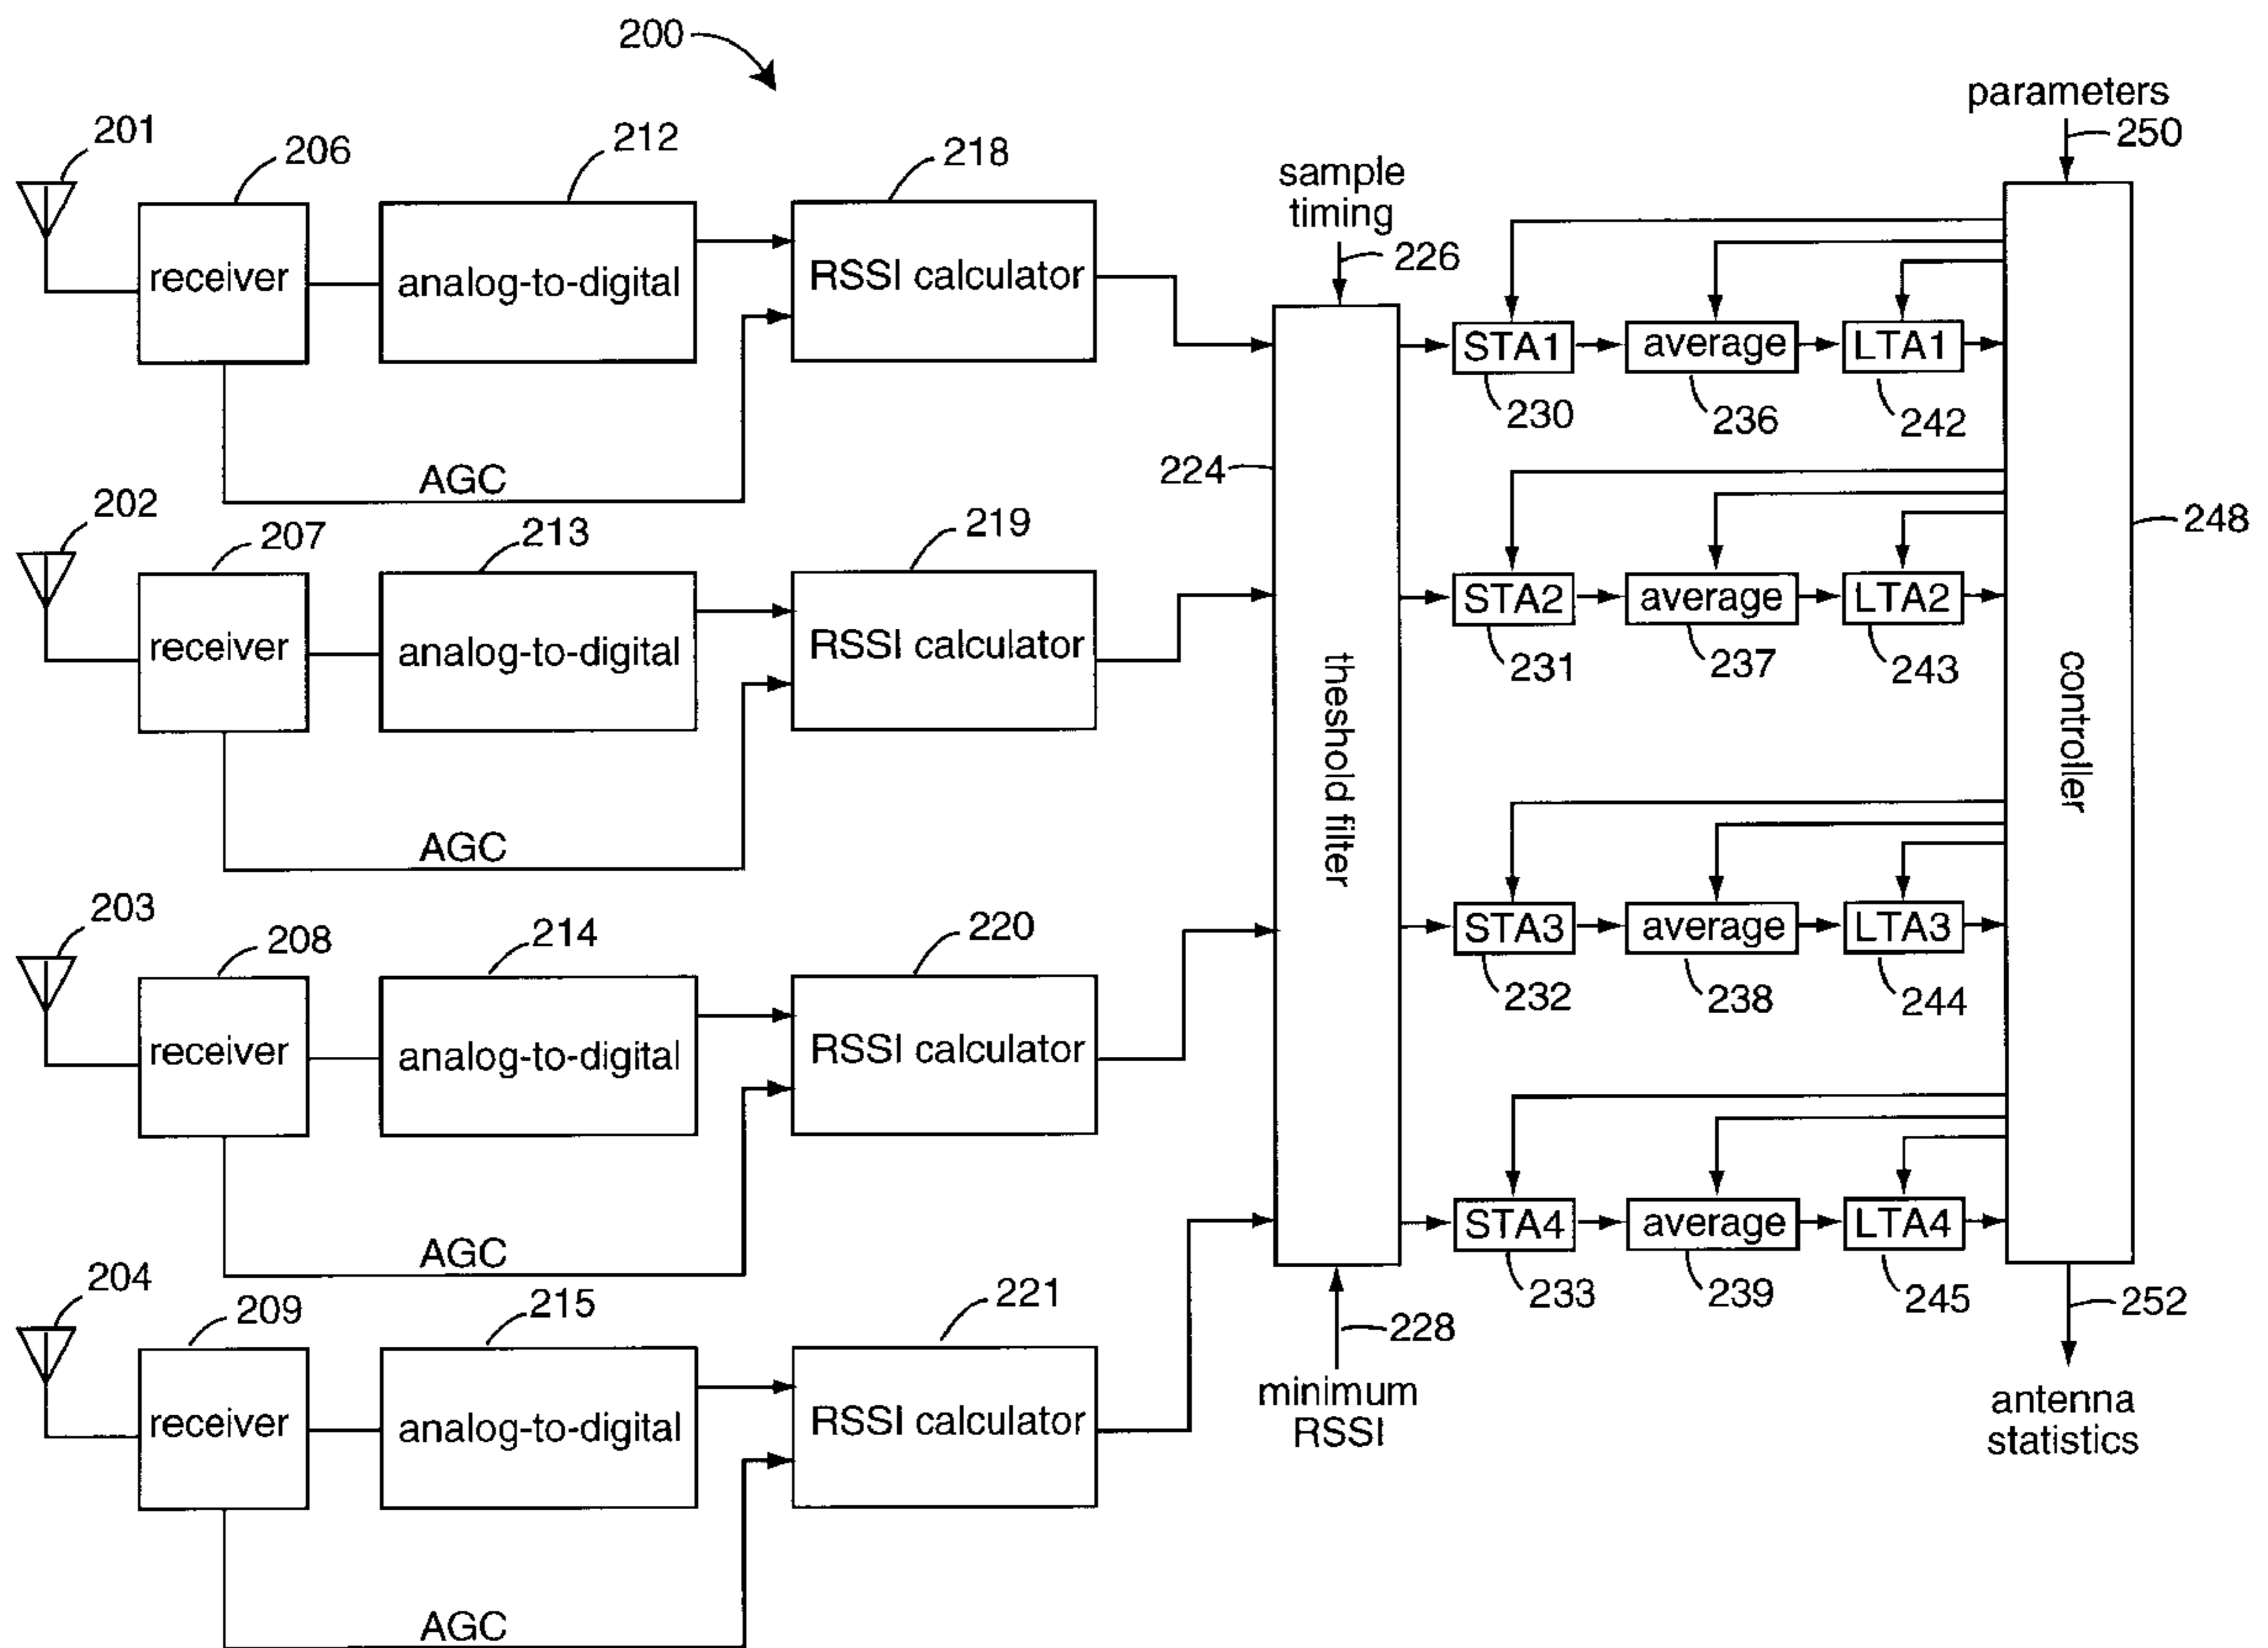 200
parameters
250
201
206
212
218
sample
timing
226
receiver
analog-to-digital
RSSI calculator
STA1
average
LTA1
230
236
242
AGC
224
202
207
213
219
248
receiver
analog-to-digital
RSSI calculator
STA2
average
LTA2
231
237
243
theshold filter
controller
AGC
203
208
214
220
receiver
analog-to-digital
RSSI calculator
STA3
average
LTA3
232
238
244
AGC
STA4
average
LTA4
233
239
245
204
209
215
221
228
252
receiver
analog-to-digital
RSSI calculator
minimum
RSSI
antenna
statistics
AGC